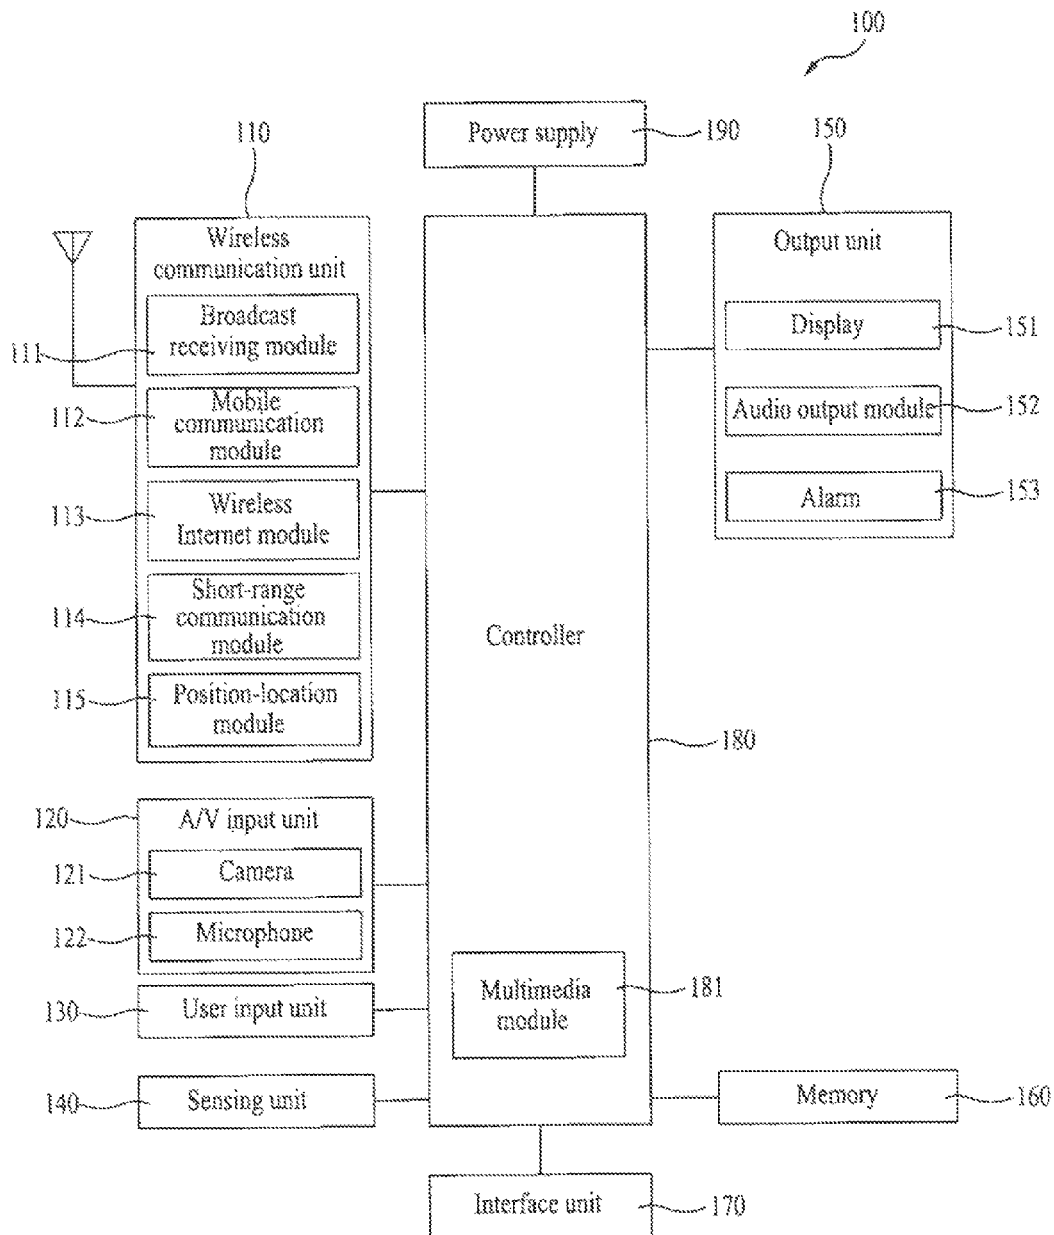 100
Power supply
190
110
Wireless
communication unit
Broadcast
receiving module
111
Mobile
communication
module
112
Wireless
Internet module
113
Short-range
communication
module
114
Position-location
module
115
150
Output unit
Display
151
Audio output module
152
Alarm
153
Controller
180
120
A/V input unit
121
Camera
122
Microphone
130
User input unit
140
Sensing unit
Multimedia
module
181
Memory
160
Interface unit
170